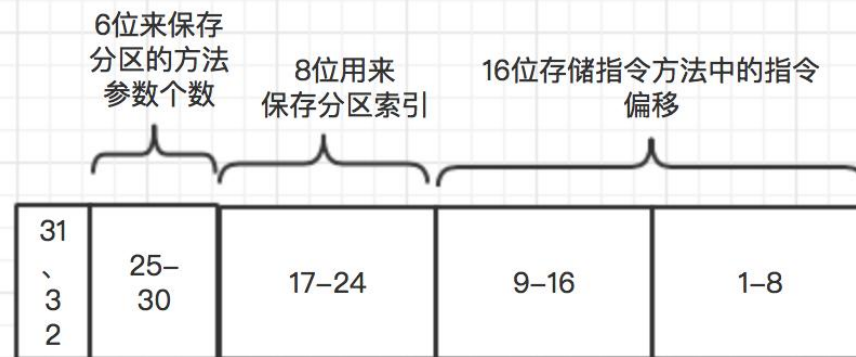 6位来保存
分区的方法
参数个数
8位用来
保存分区索引
16位存储指令方法中的指令
偏移
31
、
3
2
25–
30
17–24
9–16
1–8